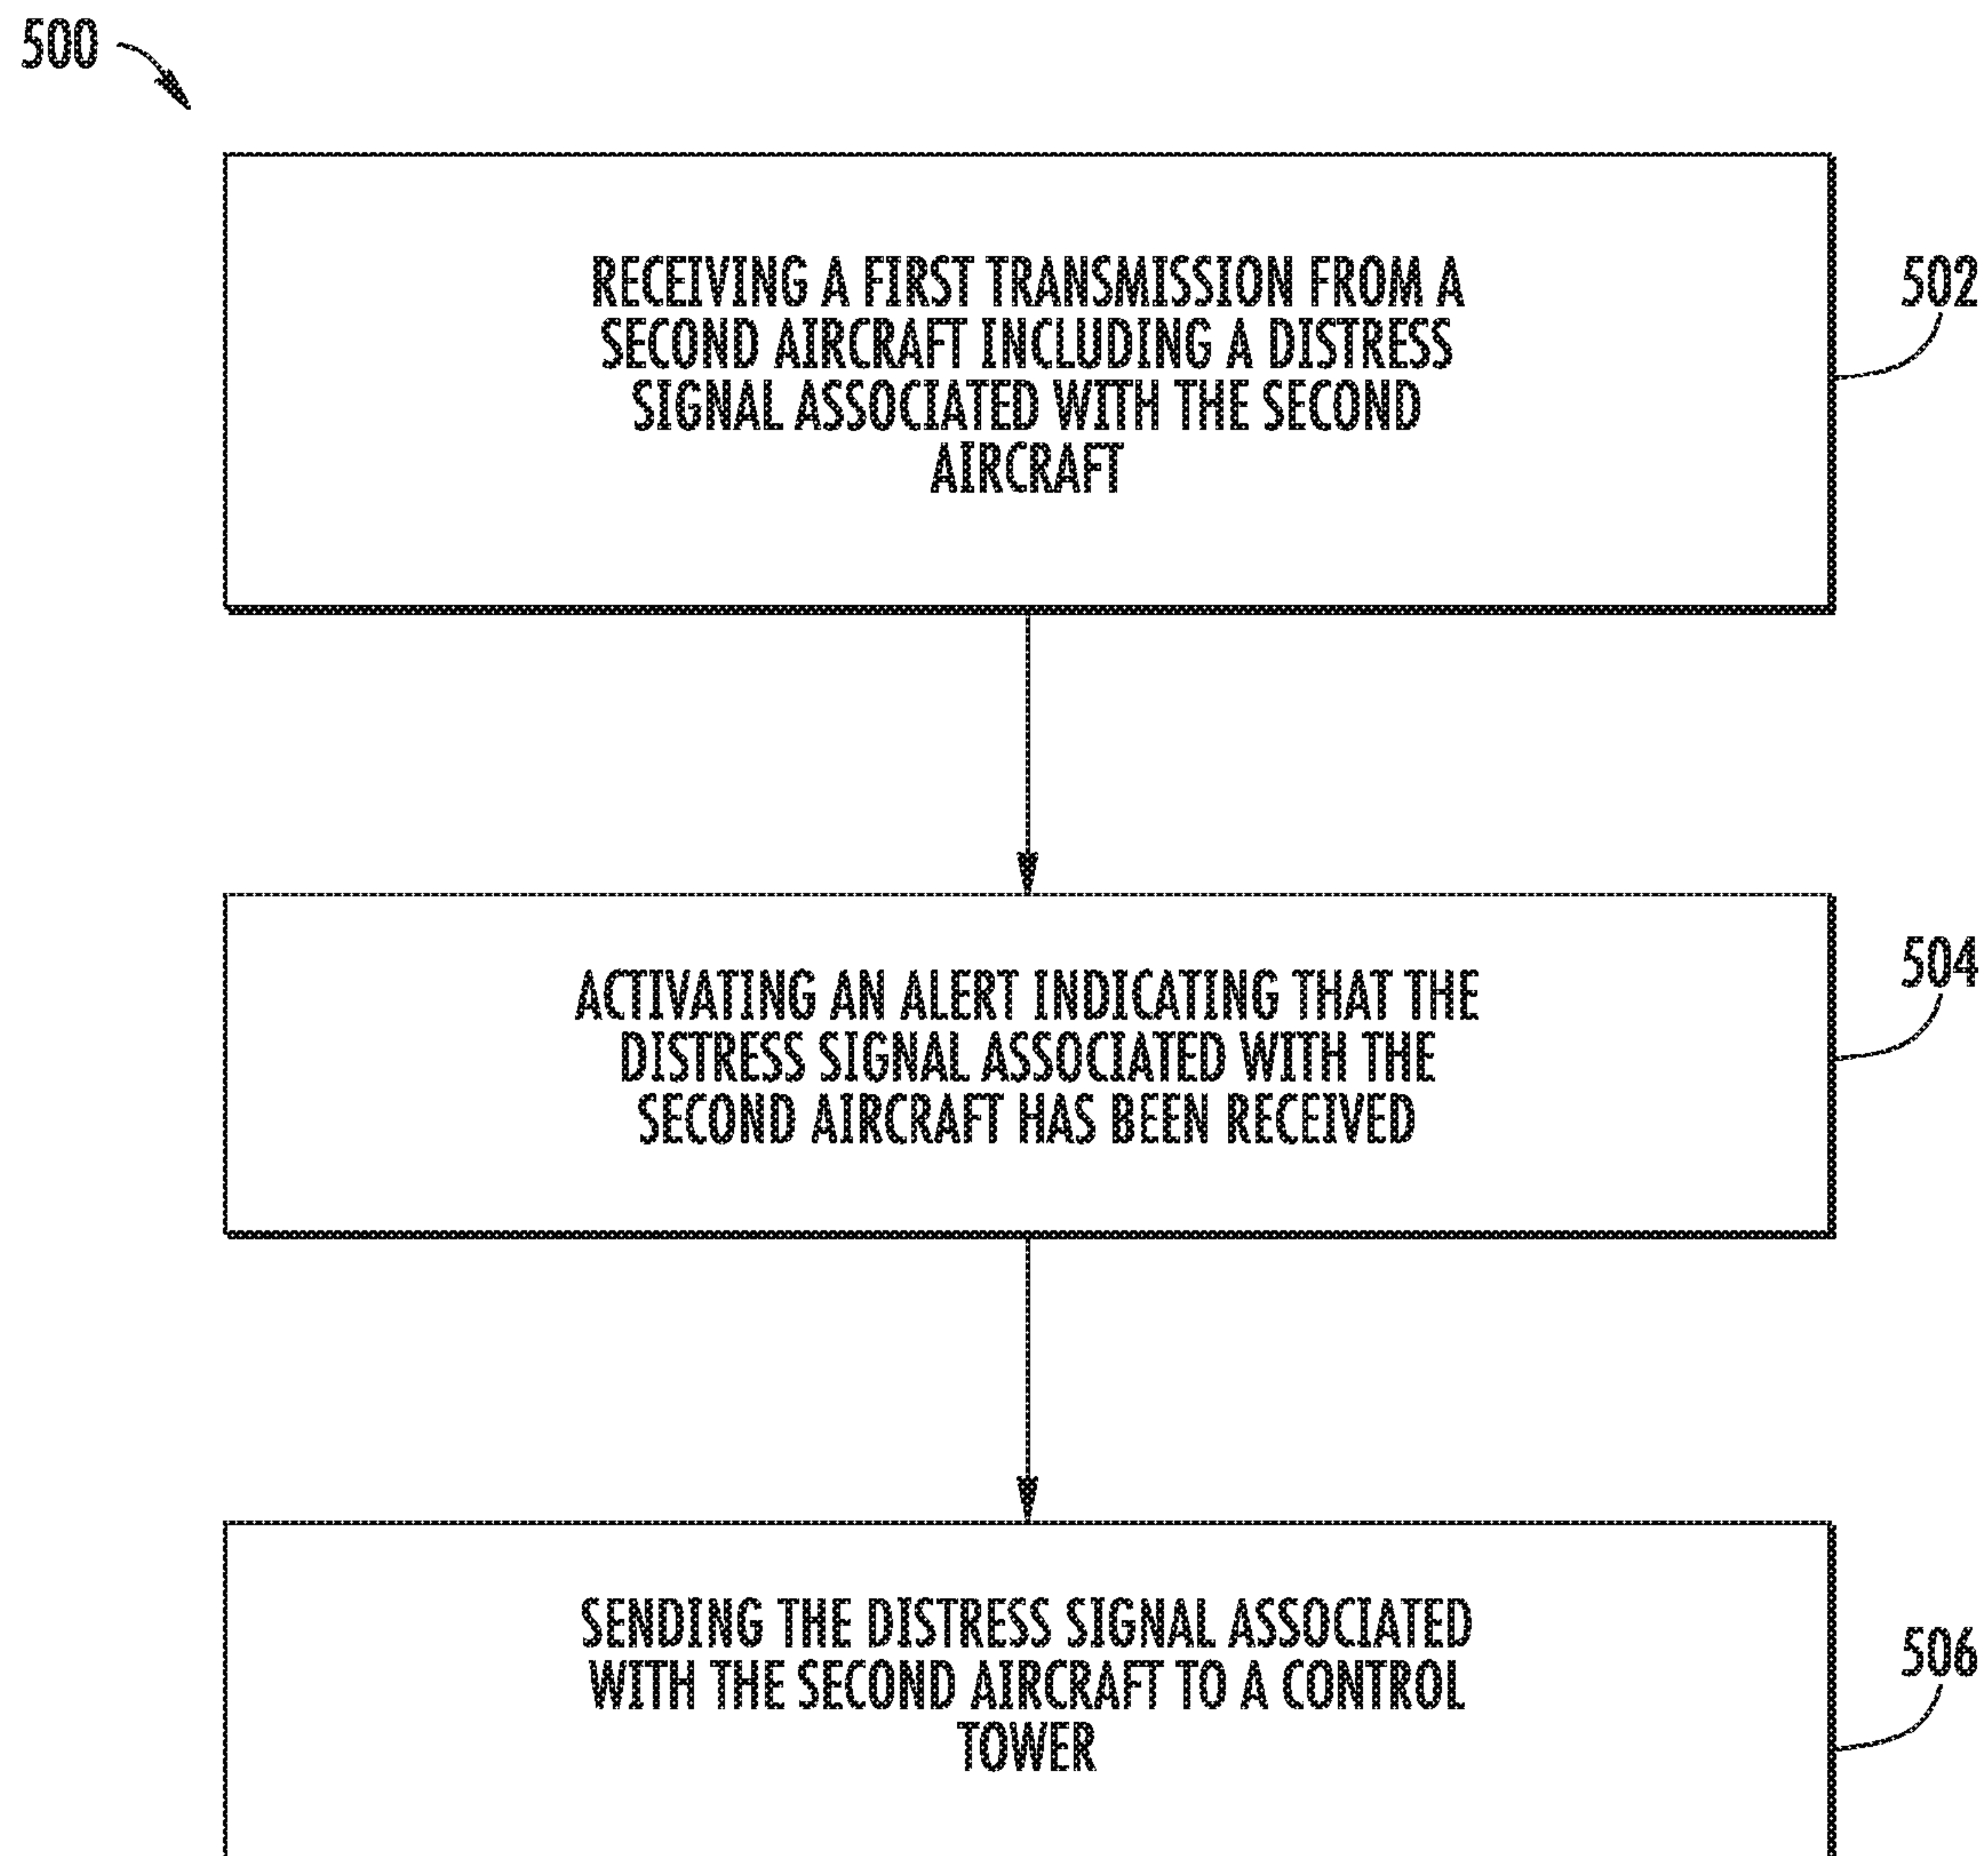 500
RECEIVING A FIRST TRANSMISSION FROM A
SECOND AIRCRAFT INCLUDING A DISTRESS
SIGNAL ASSOCIATED WITH THE SECOND
AIRCRAFT
502
ACTIVATING AN ALERT INDICATING THAT THE
DISTRESS SIGNAL ASSOCIATED WITH THE
SECOND AIRCRAFT HAS BEEN RECEIVED
504
SENDING THE DISTRESS SIGNAL ASSOCIATED
WITH THE SECOND AIRCRAFT TO A CONTROL
TOWER
506